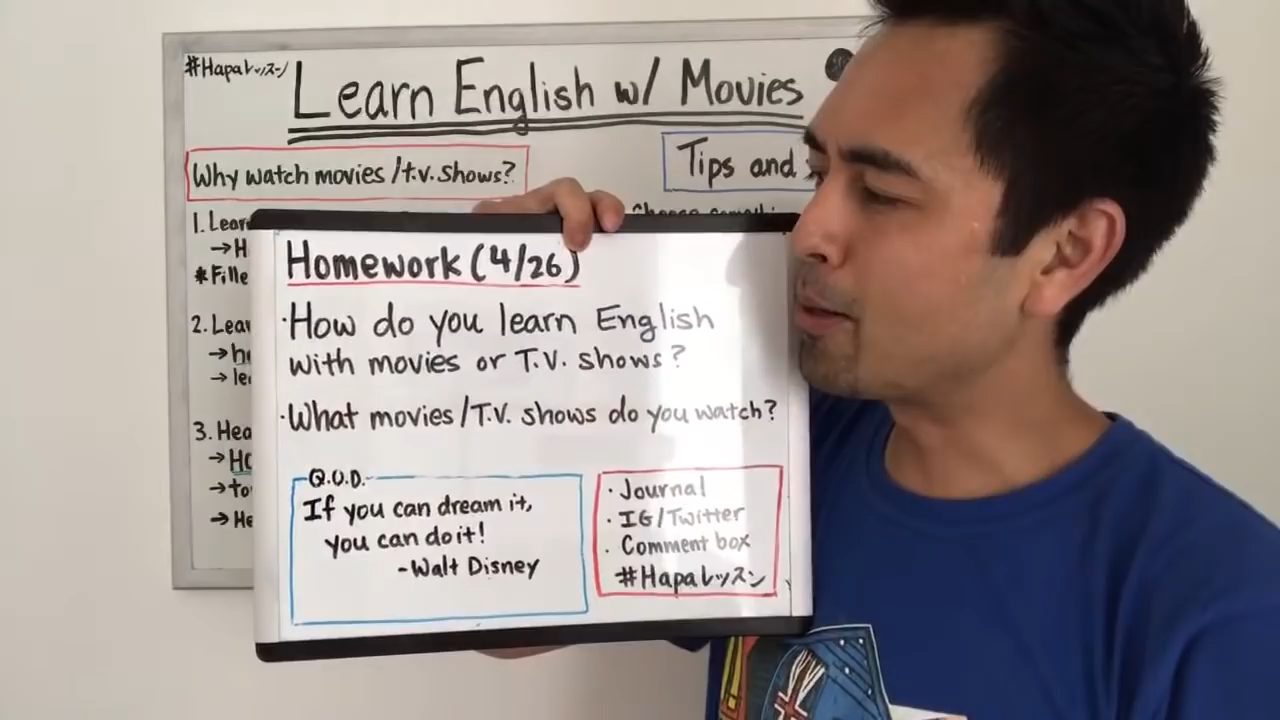 #Hapaレッスン
Learn English w/ Movies
Why watch movies/t.v. shows?
Tips and
1. Lear
→ H
*Fille
2. Lear
→ he
→ le
3. Hea
→ HO
→ to
→ He
Homework (4/26)
·How do you learn English
with movies or T.V. shows?
·What movies/T.V. shows do you watch?
Q.O.D.
If you can dream it,
you can do it!
-Walt Disney
·Journal
·IG/Twitter
·Comment box
#Hapaレッスン